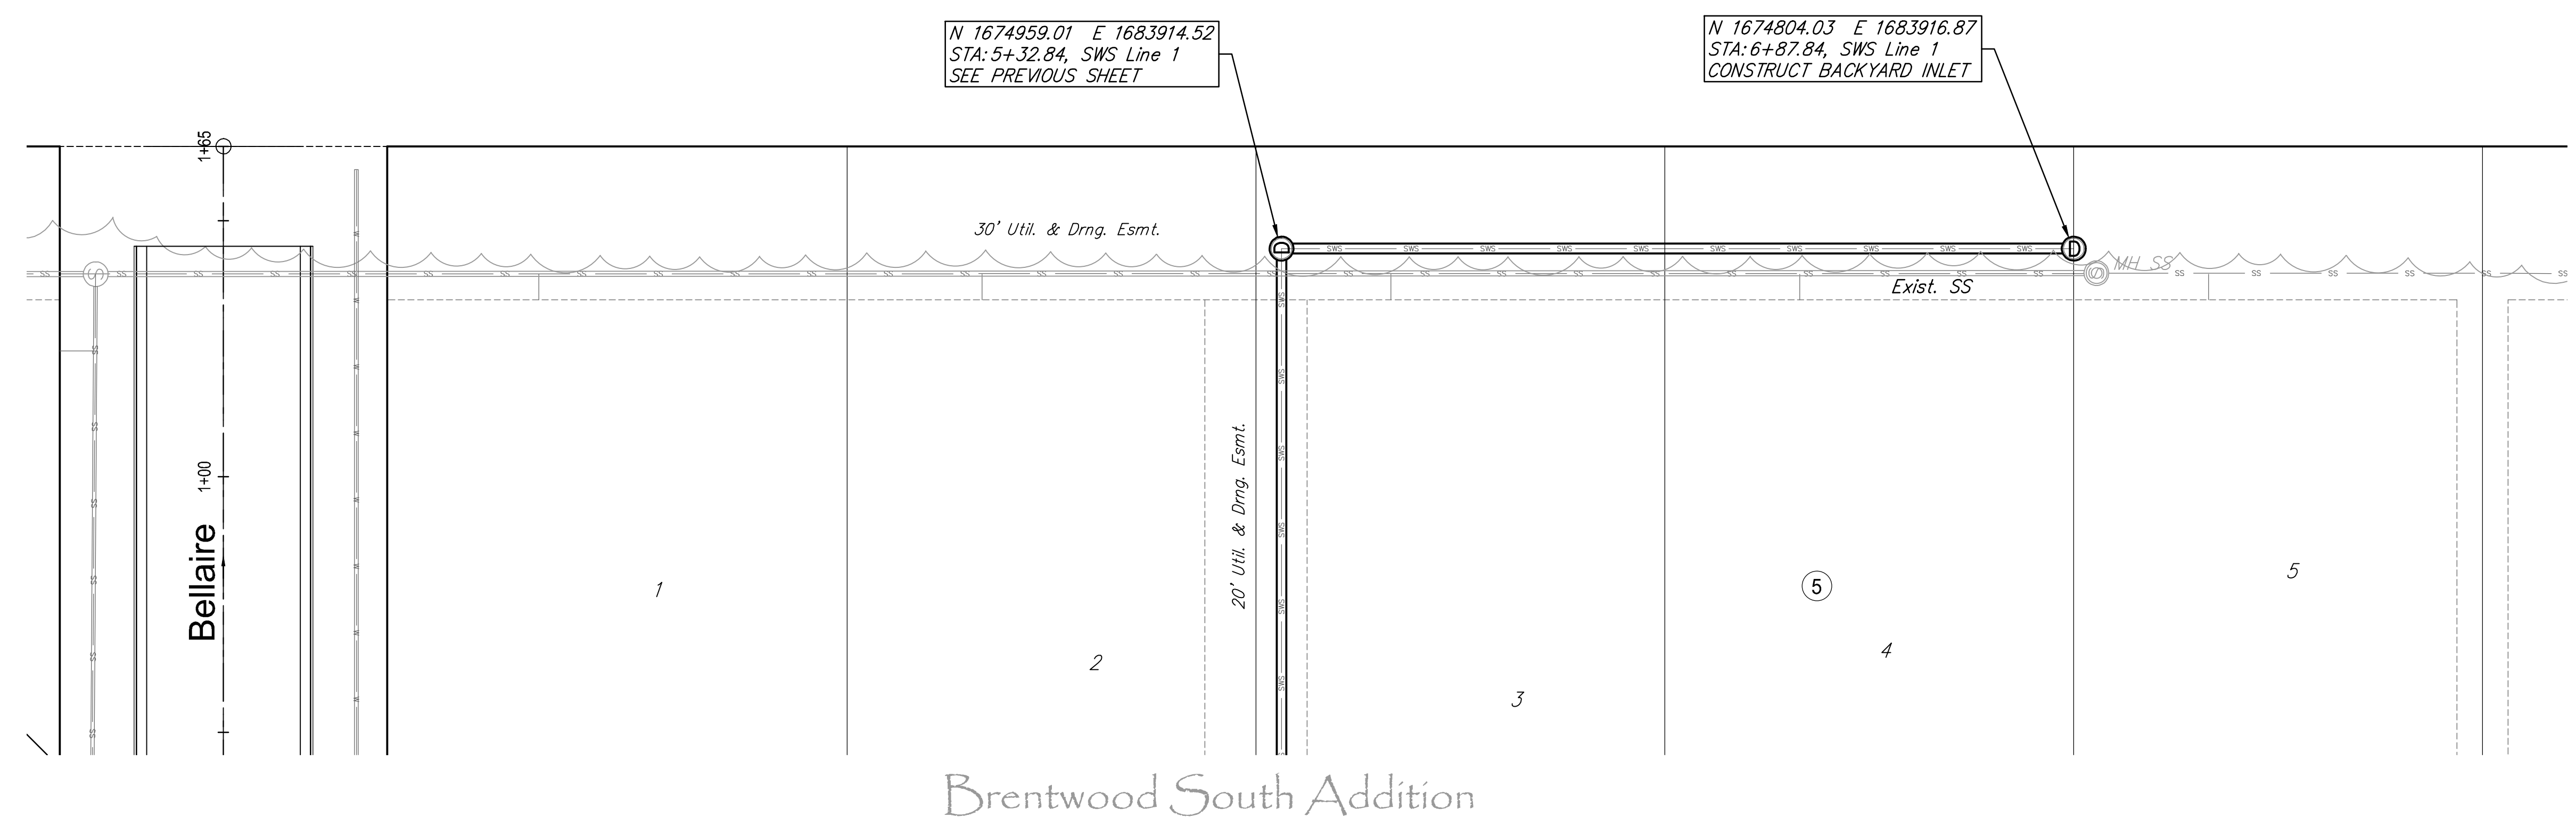 N 1674959.01 E 1683914.52
STA: 5+32.84, SWS Line 1
SEE PREVIOUS SHEET
N 1674804.03 E 1683916.87
STA: 6+87.84, SWS Line 1
CONSTRUCT BACKYARD INLET
1+65
30' Util. & Drng. Esmt.
D
S
MH SS
S
Exist. SS
1+00
Bellaire
20' Util. & Drng. Esmt.
1
2
3
5
4
5
Brentwood South Addition